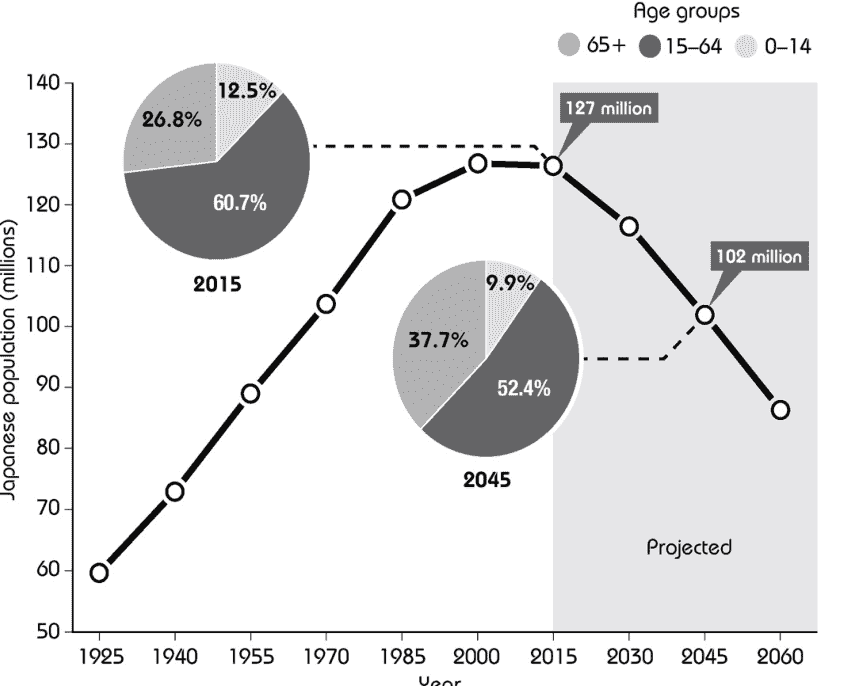 Age groups
65+ 15–64 0–14
140
130
120
110
100
90
80
70
60
50
Japanese population (millions)
12.5%
26.8%
60.7%
2015
127 million
9.9%
37.7%
52.4%
2045
102 million
Projected
1925 1940 1955 1970 1985 2000 2015 2030 2045 2060
Year